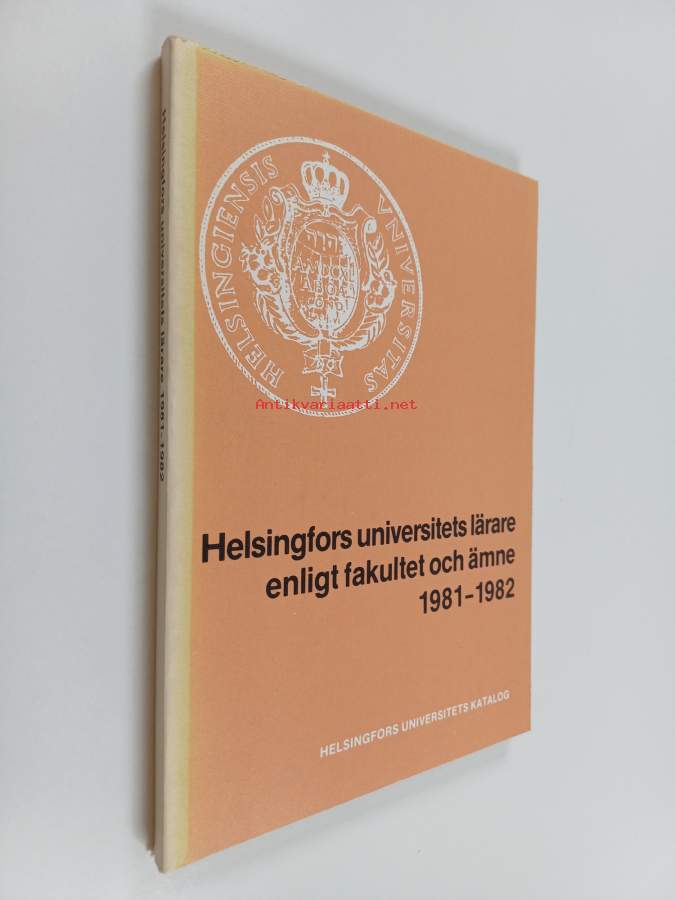 Helsingfors universitets lärare 1981-1982
HELSINGIENSIS
UNIVERSITAS
Antikvariaatti.net
Helsingfors universitets lärare
enligt fakultet och ämne
1981-1982
HELSINGFORS UNIVERSITETS KATALOG